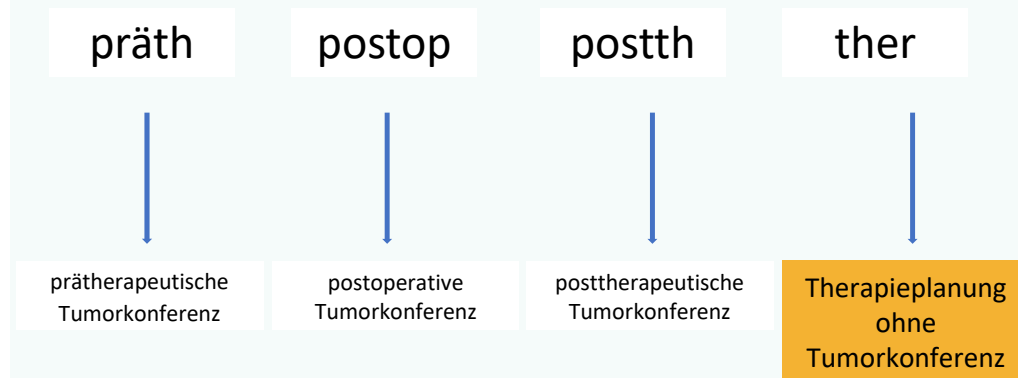 präth
postop
postth
ther
prätherapeutische
Tumorkonferenz
postoperative
Tumorkonferenz
posttherapeutische
Tumorkonferenz
Therapieplanung
ohne
Tumorkonferenz